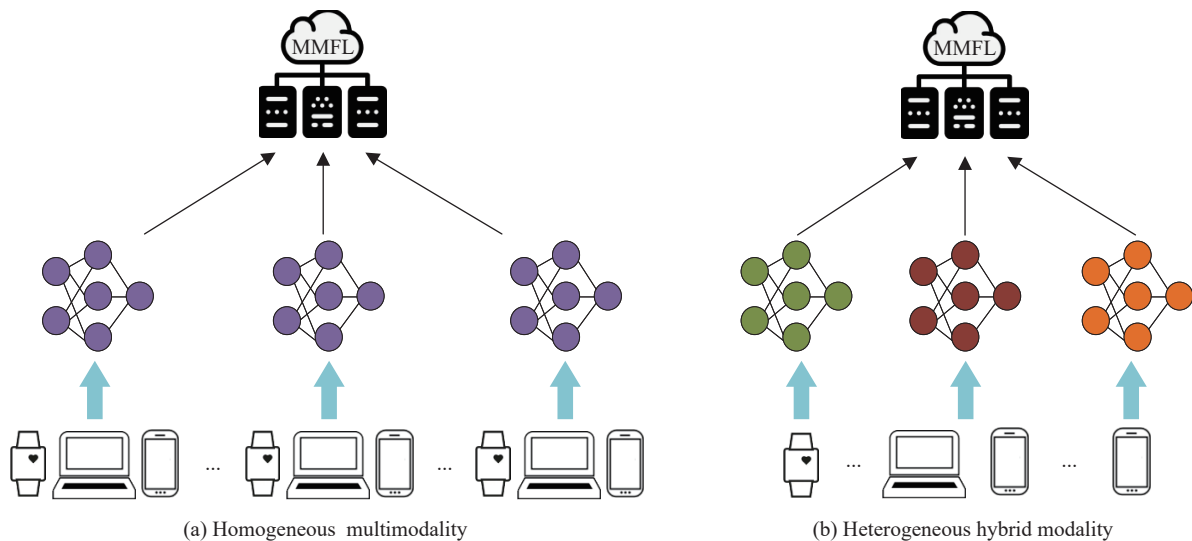 MMFL
MMFL
... ...
... ...
(a) Homogeneous multimodality
(b) Heterogeneous hybrid modality